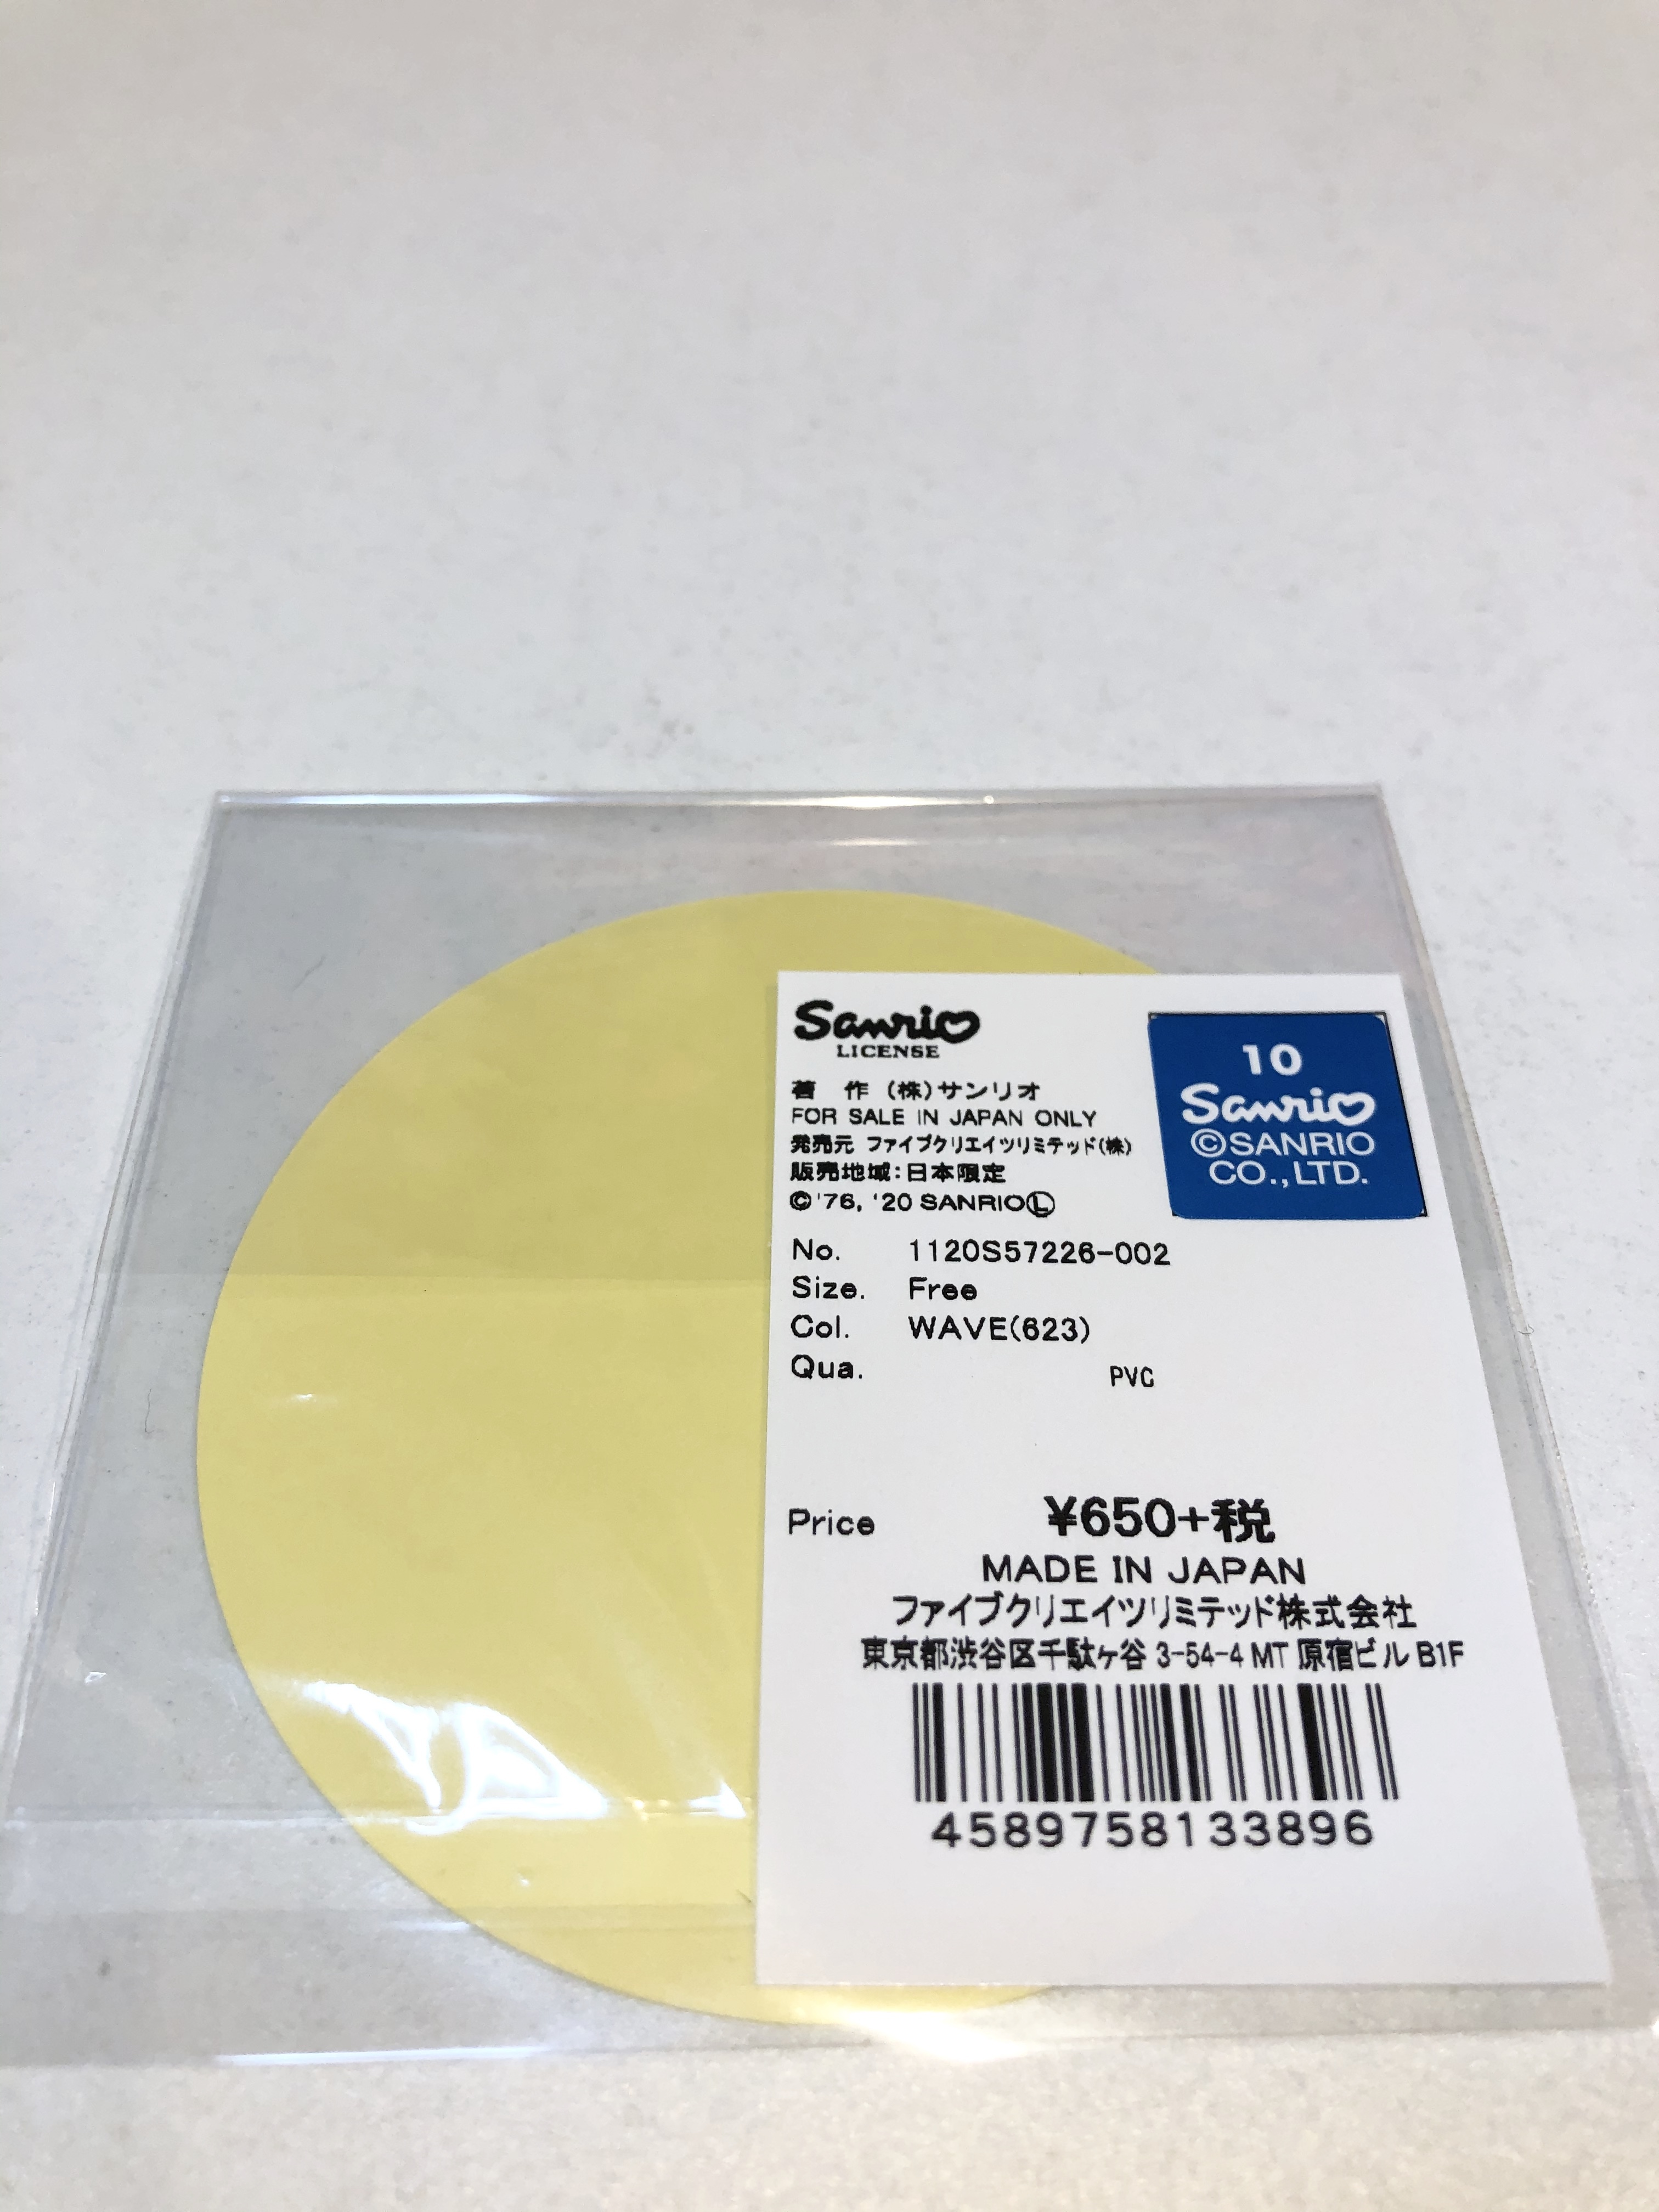 Sanrio
LICENSE
著 作 (株)サンリオ
FOR SALE IN JAPAN ONLY
発売元 ファイブクリエイツリミテッド(株)
販売地域:日本限定
©'76, '20 SANRIOⓁ
10
Sanrio
©SANRIO
CO.,LTD.
No. 1120S57226-002
Size. Free
Col. WAVE(623)
Qua. PVC
Price ¥650+税
MADE IN JAPAN
ファイブクリエイツリミテッド株式会社
東京都渋谷区千駄ヶ谷 3-54-4 MT 原宿ビル B1F
4589758133896